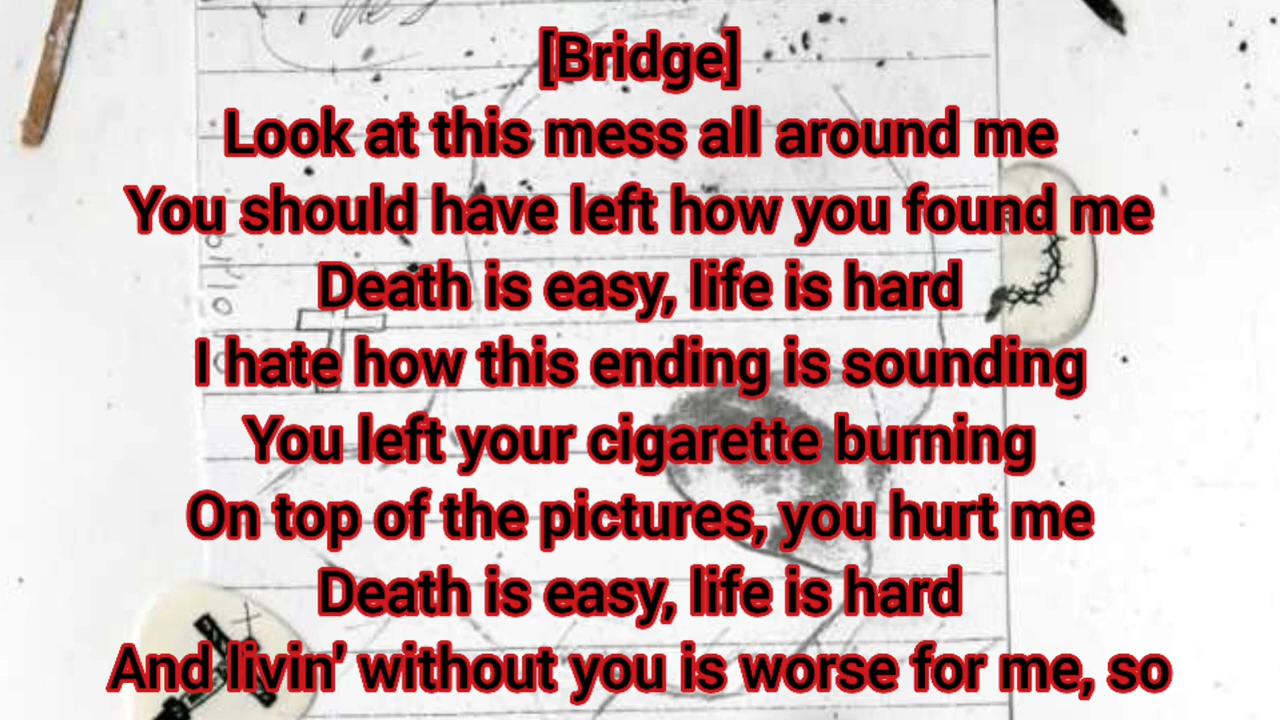 [Bridge]
Look at this mess all around me
You should have left how you found me
Death is easy, life is hard
I hate how this ending is sounding
You left your cigarette burning
On top of the pictures, you hurt me
Death is easy, life is hard
And livin' without you is worse for me, so